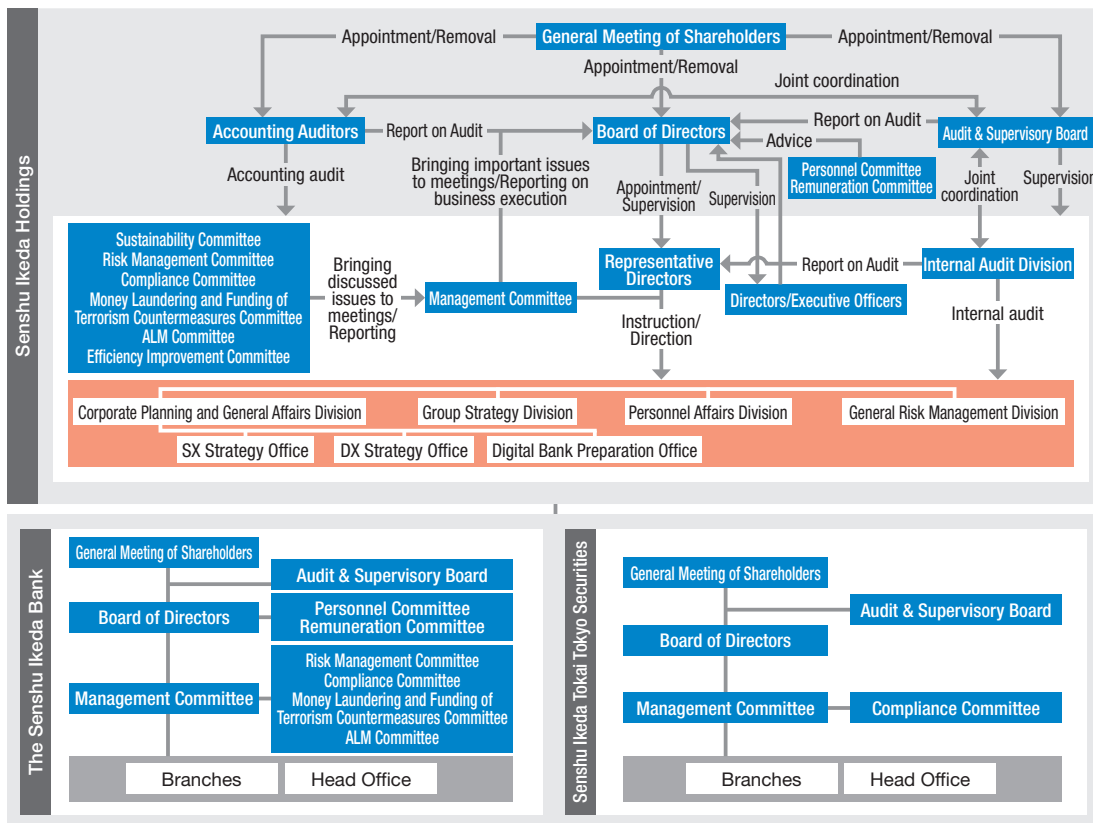 Senshu Ikeda Holdings
Appointment/Removal
General Meeting of Shareholders
Appointment/Removal
Appointment/Removal
Joint coordination
Accounting Auditors
Report on Audit
Board of Directors
Report on Audit
Audit & Supervisory Board
Advice
Personnel Committee
Remuneration Committee
Accounting audit
Bringing important issues
to meetings/Reporting on
business execution
Appointment/
Supervision
Supervision
Joint
coordination
Supervision
Sustainability Committee
Risk Management Committee
Compliance Committee
Money Laundering and Funding of
Terrorism Countermeasures Committee
ALM Committee
Efficiency Improvement Committee
Bringing
discussed
issues to
meetings/
Reporting
Management Committee
Representative
Directors
Report on Audit
Internal Audit Division
Directors/Executive Officers
Instruction/
Direction
Internal audit
Corporate Planning and General Affairs Division
Group Strategy Division
Personnel Affairs Division
General Risk Management Division
SX Strategy Office
DX Strategy Office
Digital Bank Preparation Office
The Senshu Ikeda Bank
General Meeting of Shareholders
Audit & Supervisory Board
Board of Directors
Personnel Committee
Remuneration Committee
Management Committee
Risk Management Committee
Compliance Committee
Money Laundering and Funding of
Terrorism Countermeasures Committee
ALM Committee
Branches
Head Office
Senshu Ikeda Tokai Tokyo Securities
General Meeting of Shareholders
Audit & Supervisory Board
Board of Directors
Management Committee
Compliance Committee
Branches
Head Office